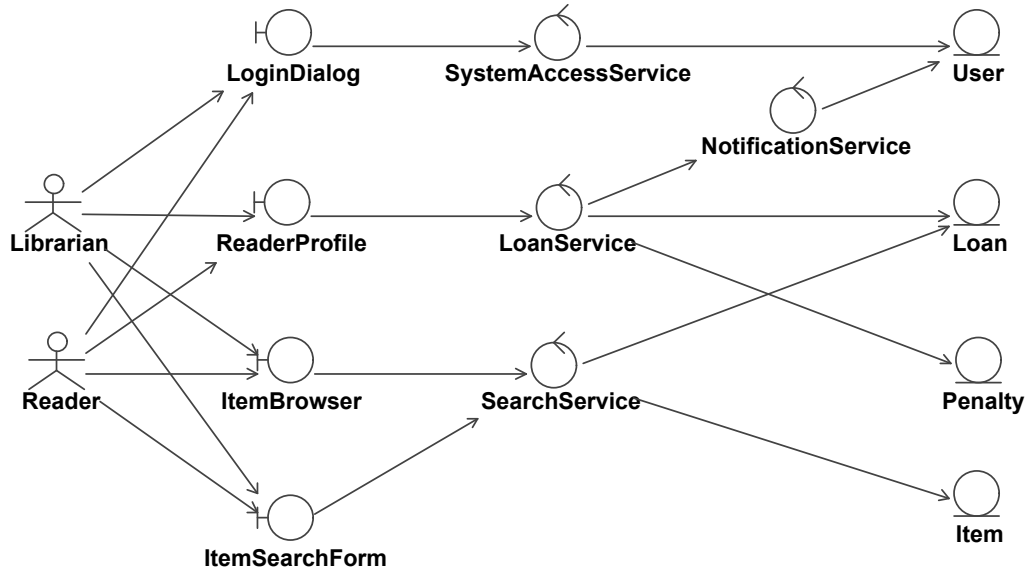 LoginDialog
SystemAccessService
User
NotificationService
Librarian
ReaderProfile
LoanService
Loan
Reader
ItemBrowser
SearchService
Penalty
Item
ItemSearchForm